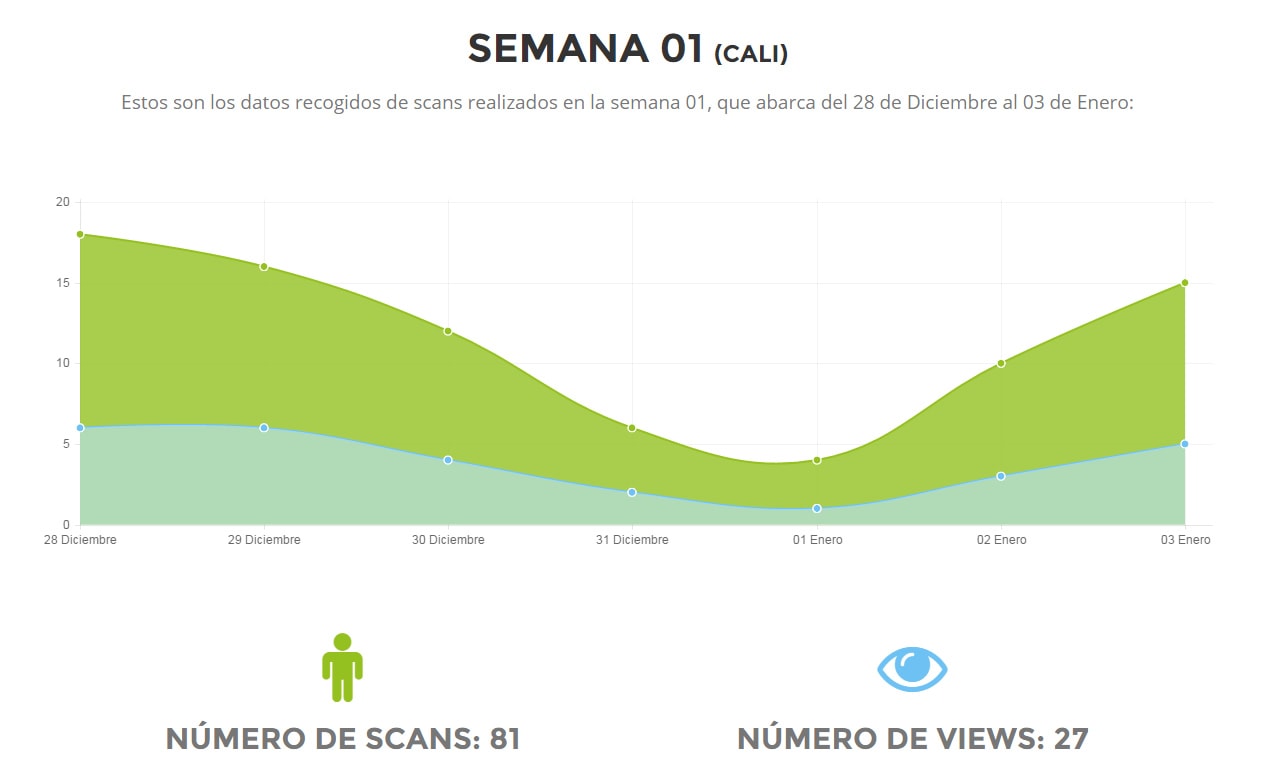 SEMANA 01 (CALI)
Estos son los datos recogidos de scans realizados en la semana 01, que abarca del 28 de Diciembre al 03 de Enero:
20
15
10
5
0
28 Diciembre 29 Diciembre 30 Diciembre 31 Diciembre 01 Enero 02 Enero 03 Enero
NÚMERO DE SCANS: 81 NÚMERO DE VIEWS: 27